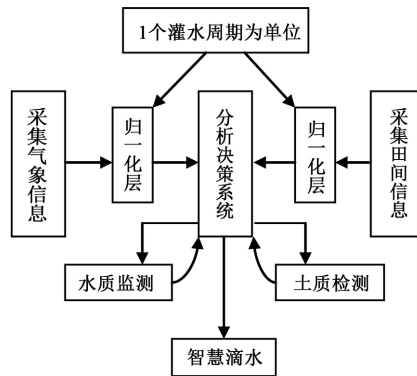 1个灌水周期为单位
采集气象信息
归一化层
分析决策系统
归一化层
采集田间信息
水质监测
土质检测
智慧滴水